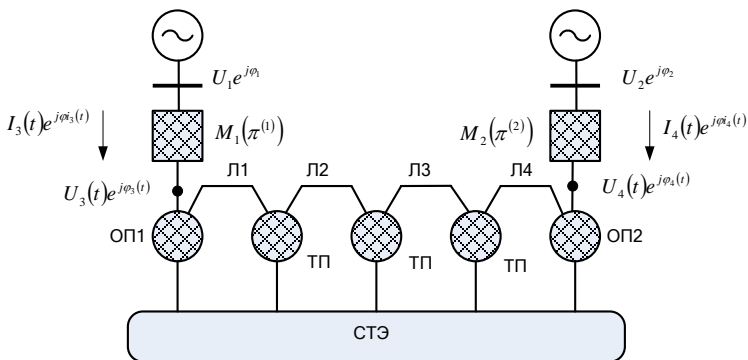 U₁e^{jφ₁}
U₂e^{jφ₂}
I₃(t)e^{jφi₃(t)}
M₁(π⁽¹⁾)
M₂(π⁽²⁾)
I₄(t)e^{jφi₄(t)}
U₃(t)e^{jφ₃(t)}
Л1
Л2
Л3
Л4
U₄(t)e^{jφ₄(t)}
ОП1
ТП
ТП
ТП
ОП2
СТЭ